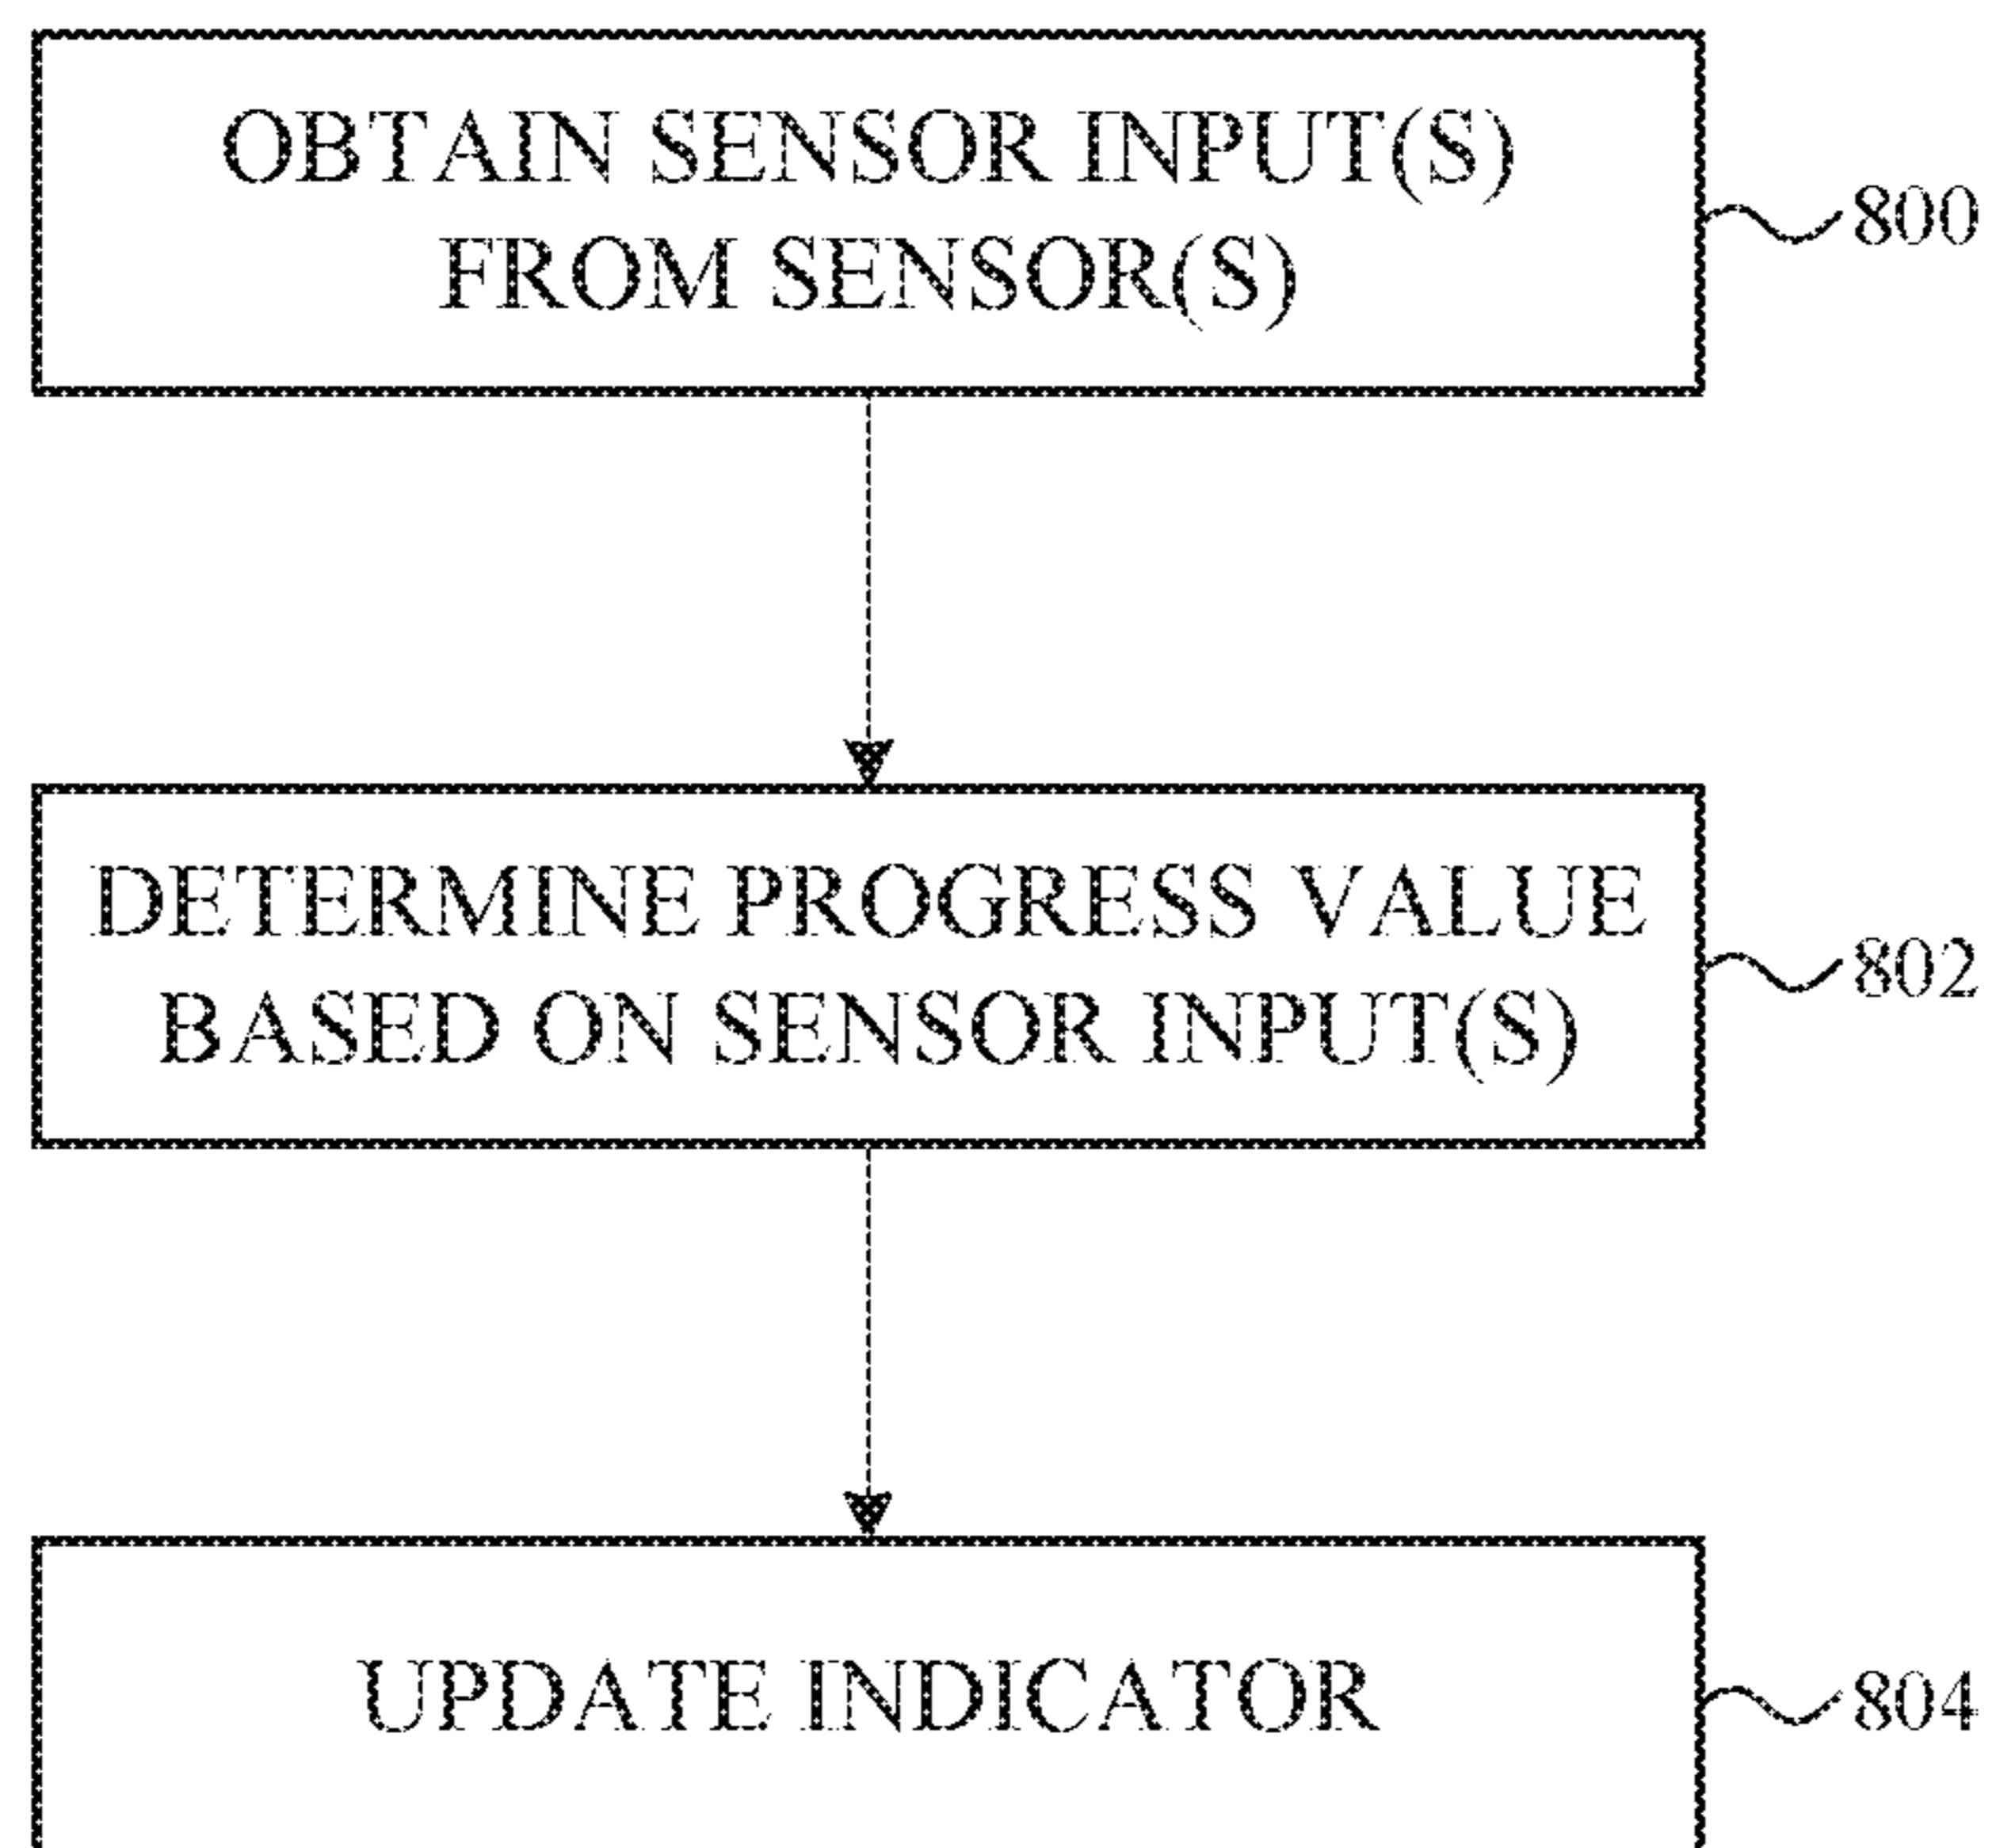 OBTAIN SENSOR INPUT(S)
FROM SENSOR(S)
800
DETERMINE PROGRESS VALUE
BASED ON SENSOR INPUT(S)
802
UPDATE INDICATOR
804